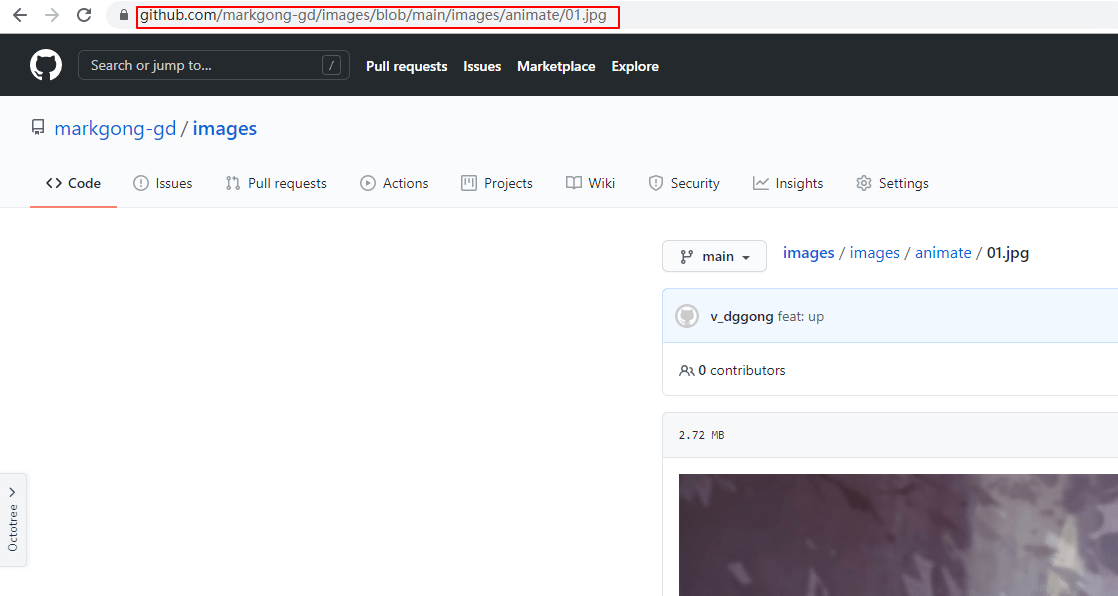 github.com/markgong-gd/images/blob/main/images/animate/01.jpg
Search or jump to... / Pull requests Issues Marketplace Explore
markgong-gd / images
Code Issues Pull requests Actions Projects Wiki Security Insights Settings
main images / images / animate / 01.jpg
v_dggong feat: up
0 contributors
2.72 MB
Octotree